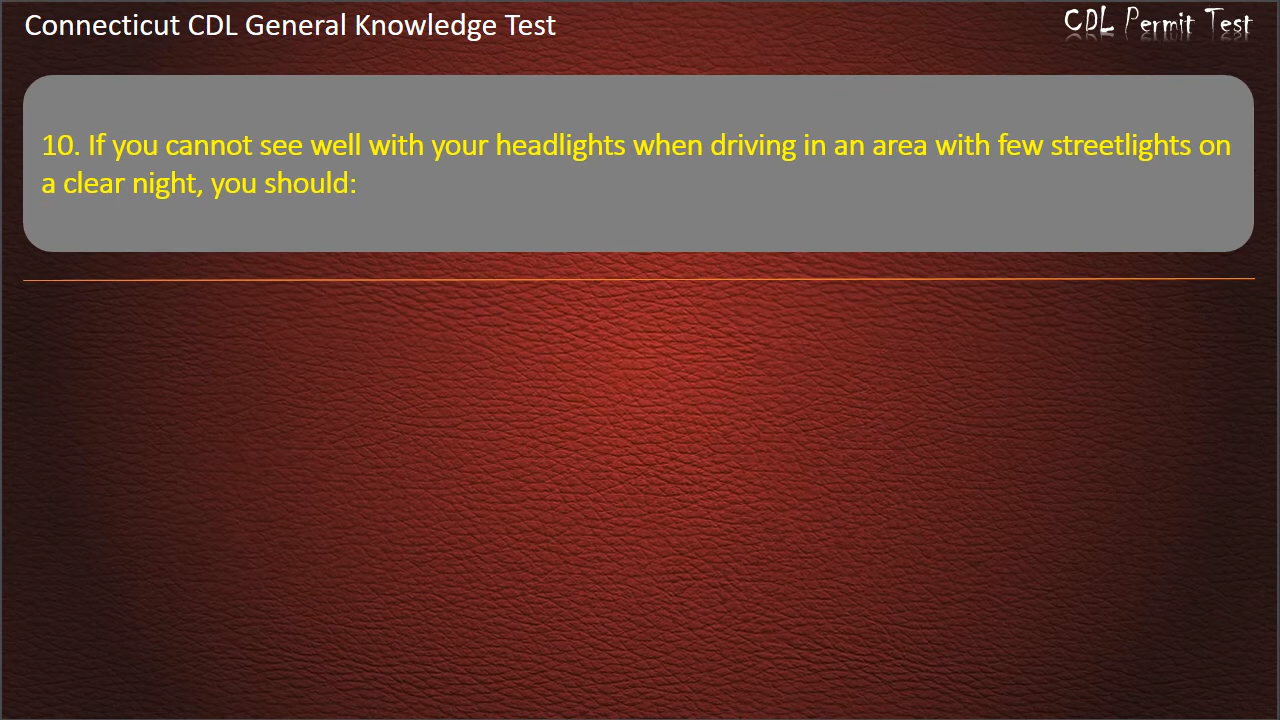 Connecticut CDL General Knowledge Test
CDL Permit Test
10. If you cannot see well with your headlights when driving in an area with few streetlights on
a clear night, you should: